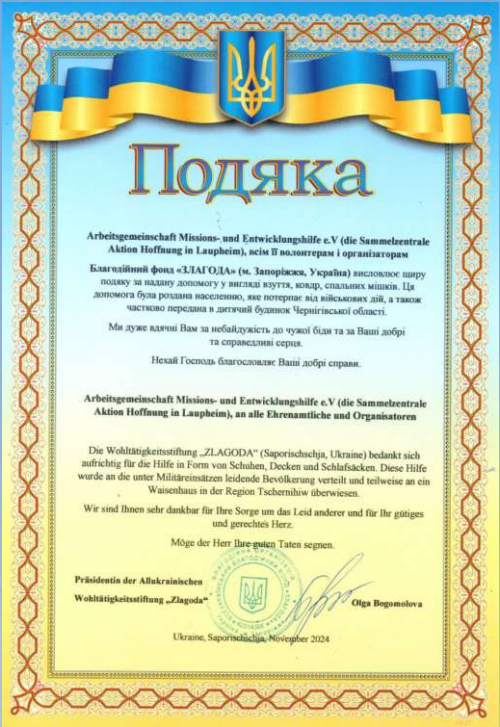 Подяка
Arbeitsgemeinschaft Missions- und Entwicklungshilfe e.V (die Sammelzentrale
Aktion Hoffnung in Laupheim), всім її волонтерам і організаторам
Благодійний фонд «ЗЛАГОДА» (м. Запоріжжя, Україна) висловлює щиру
подяку за надану допомогу у вигляді взуття, ковдр, спальних мішків. Ця
допомога була роздана населенню, яке потерпає від військових дій, а також
частково передана в дитячий будинок Чернігівської області.
Ми дуже вдячні Вам за небайдужість до чужої біди та за Ваші добрі
та справедливі серця.
Нехай Господь благословляє Ваші добрі справи.
Arbeitsgemeinschaft Missions- und Entwicklungshilfe e.V (die Sammelzentrale
Aktion Hoffnung in Laupheim), an alle Ehrenamtliche und Organisatoren
Die Wohltätigkeitsstiftung „ZLAGODA“ (Saporischschja, Ukraine) bedankt sich
aufrichtig für die Hilfe in Form von Schuhen, Decken und Schlafsäcken. Diese Hilfe
wurde an die unter Militäreinsätzen leidende Bevölkerung verteilt und teilweise an ein
Waisenhaus in der Region Tschernihiw überwiesen.
Wir sind Ihnen sehr dankbar für Ihre Sorge um das Leid anderer und für Ihr gütiges
und gerechtes Herz.
Möge der Herr Ihre guten Taten segnen.
Präsidentin der Allukrainischen
Wohltätigkeitsstiftung „Zlagoda“
Olga Bogomolova
Ukraine, Saporischschja, November 2024